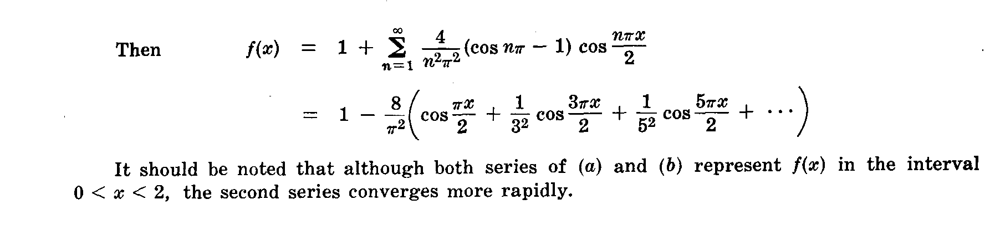 Then f(x) = 1 + \sum_{n=1}^{\infty} \frac{4}{n^2\pi^2} (\cos n\pi - 1) \cos \frac{n\pi x}{2}
= 1 - \frac{8}{\pi^2} \left( \cos \frac{\pi x}{2} + \frac{1}{3^2} \cos \frac{3\pi x}{2} + \frac{1}{5^2} \cos \frac{5\pi x}{2} + \cdots \right)
It should be noted that although both series of (a) and (b) represent f(x) in the interval
0 < x < 2, the second series converges more rapidly.